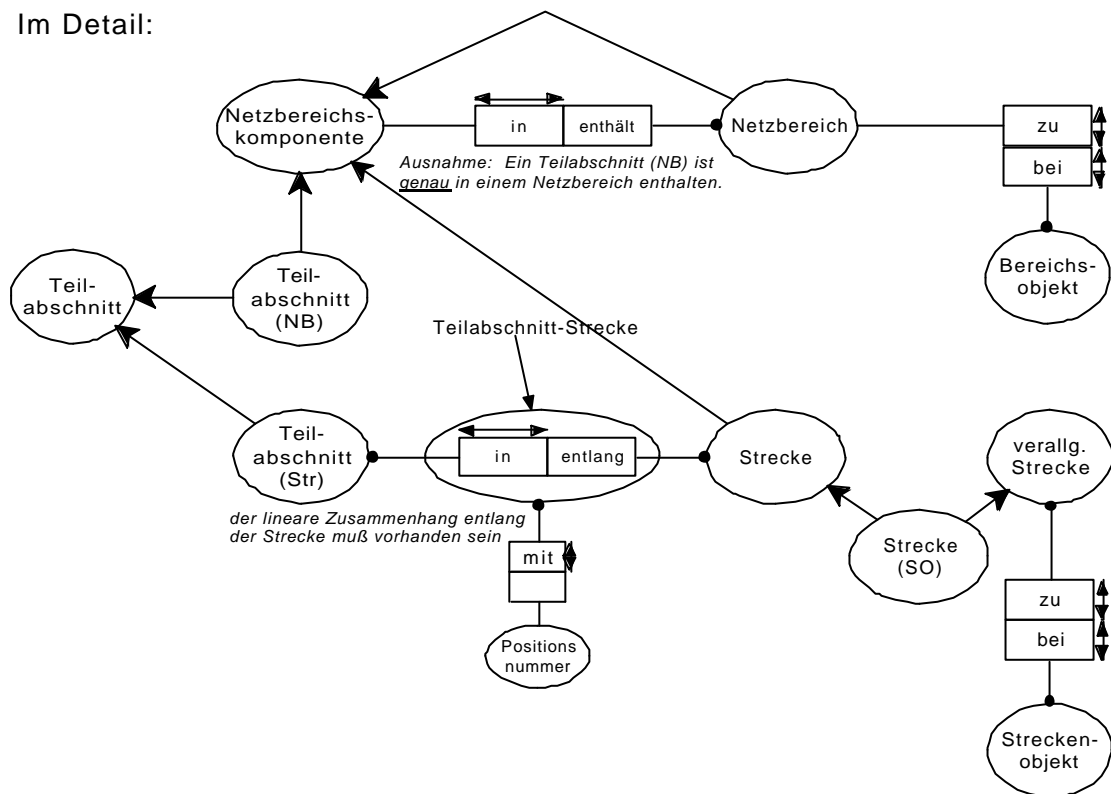 Im Detail:
Netzbereichs-
komponente
in
enthält
Netzbereich
zu
bei
Ausnahme: Ein Teilabschnitt (NB) ist
genau in einem Netzbereich enthalten.
Bereichs-
objekt
Teil-
abschnitt
Teil-
abschnitt
(NB)
Teilabschnitt-Strecke
Teil-
abschnitt
(Str)
in
entlang
Strecke
verallg.
Strecke
der lineare Zusammenhang entlang
der Strecke muß vorhanden sein
mit
Strecke
(SO)
zu
bei
Positions
nummer
Strecken-
objekt